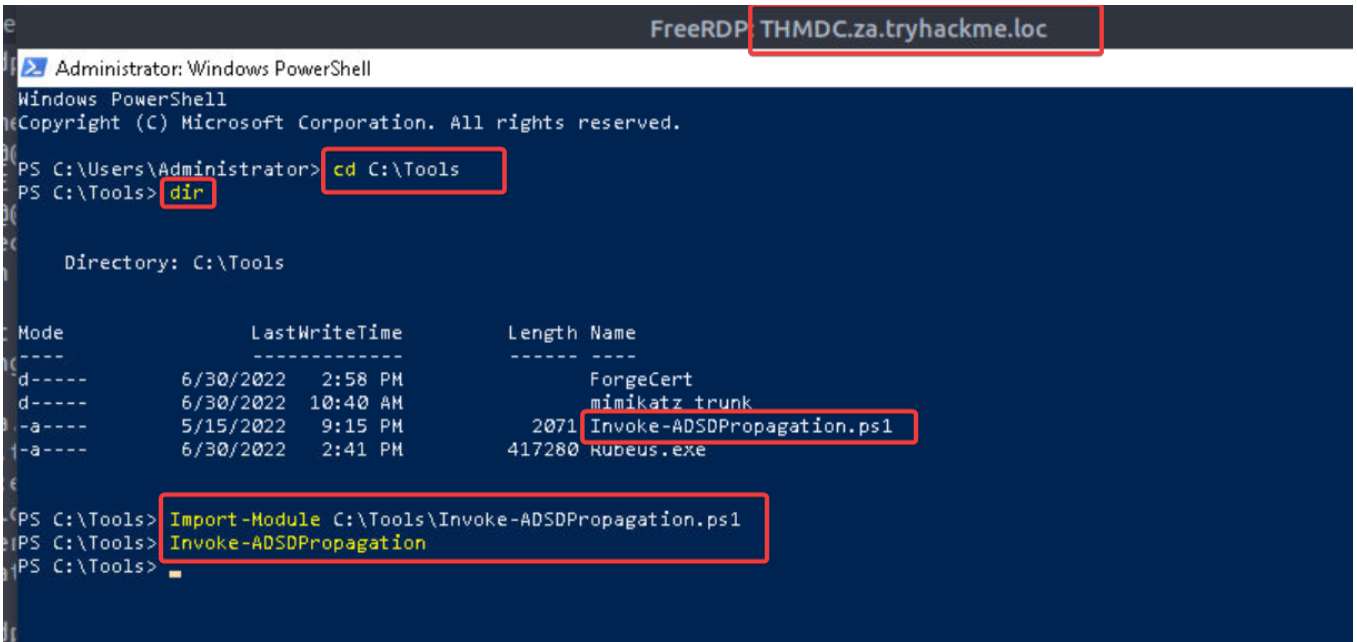 FreeRDP: THMDC.za.tryhackme.loc
Administrator: Windows PowerShell
Windows PowerShell
Copyright (C) Microsoft Corporation. All rights reserved.
PS C:\Users\Administrator> cd C:\Tools
PS C:\Tools> dir
Directory: C:\Tools
Mode LastWriteTime Length Name
---- ------------- ------ ----
d----- 6/30/2022 2:58 PM ForgeCert
d----- 6/30/2022 10:40 AM mimikatz_trunk
-a---- 5/15/2022 9:15 PM 2071 Invoke-ADSDPropagation.ps1
-a---- 6/30/2022 2:41 PM 417280 Rubeus.exe
PS C:\Tools> Import-Module C:\Tools\Invoke-ADSDPropagation.ps1
PS C:\Tools> Invoke-ADSDPropagation
PS C:\Tools>